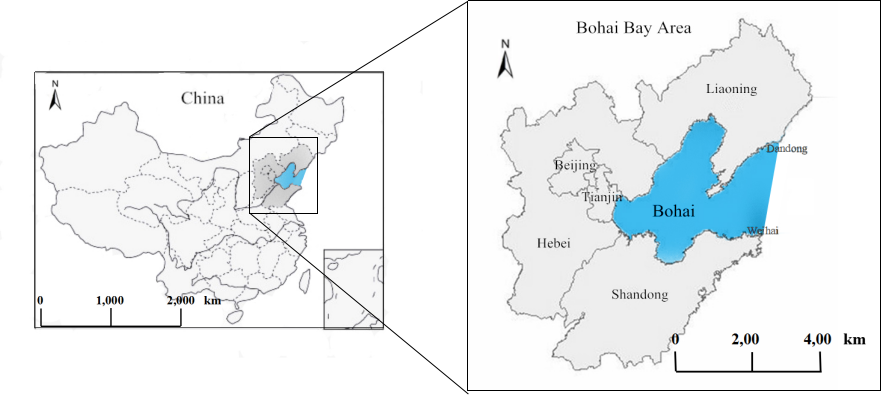 N
China
0 1,000 2,000 km
Bohai Bay Area
N
Liaoning
Dandong
Beijing
Tianjin
Bohai
Weihai
Hebei
Shandong
0 2,00 4,00 km